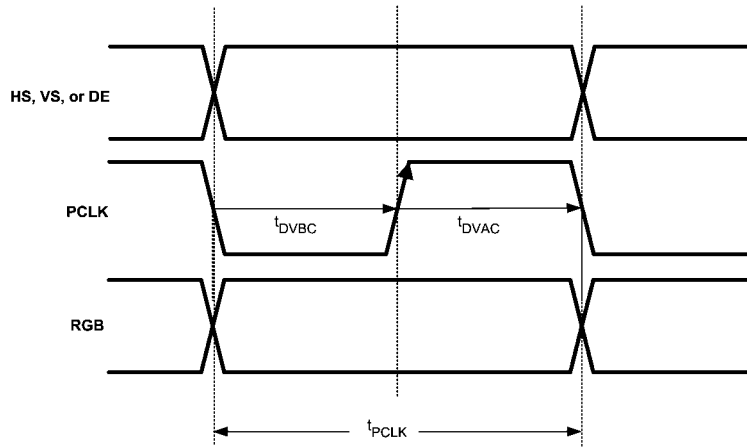 HS, VS, or DE
PCLK
tDVBC
tDVAC
RGB
tPCLK